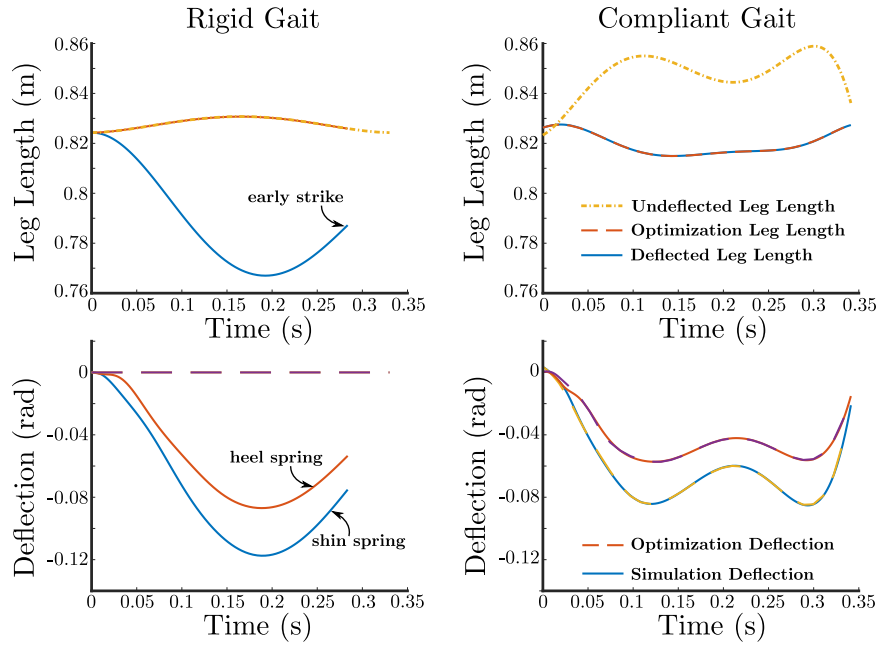 Rigid Gait
Compliant Gait
Leg Length (m)
0.86
0.84
0.82
0.8
0.78
0.76
early strike
0 0.05 0.1 0.15 0.2 0.25 0.3 0.35
Time (s)
Leg Length (m)
0.86
0.84
0.82
0.8
0.78
0.76
Undeflected Leg Length
Optimization Leg Length
Deflected Leg Length
0 0.05 0.1 0.15 0.2 0.25 0.3 0.35
Time (s)
Deflection (rad)
0
-0.04
-0.08
-0.12
heel spring
shin spring
0 0.05 0.1 0.15 0.2 0.25 0.3 0.35
Time (s)
Deflection (rad)
0
-0.04
-0.08
-0.12
Optimization Deflection
Simulation Deflection
0 0.05 0.1 0.15 0.2 0.25 0.3 0.35
Time (s)